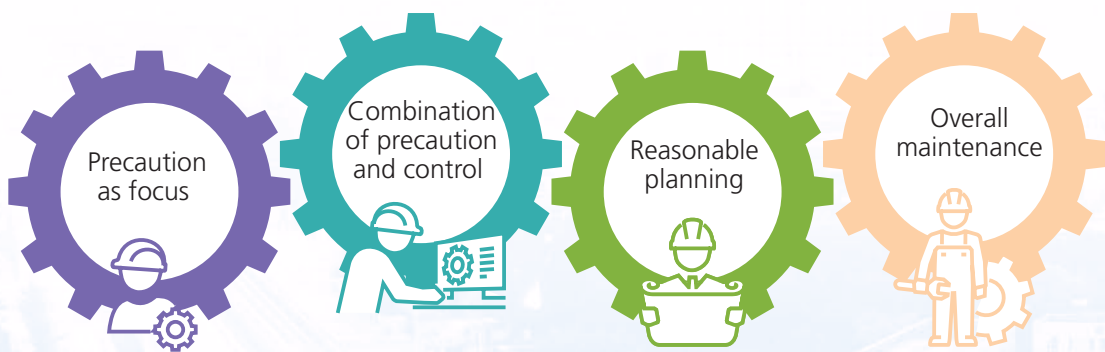 Precaution
as focus
Combination
of precaution
and control
Reasonable
planning
Overall
maintenance